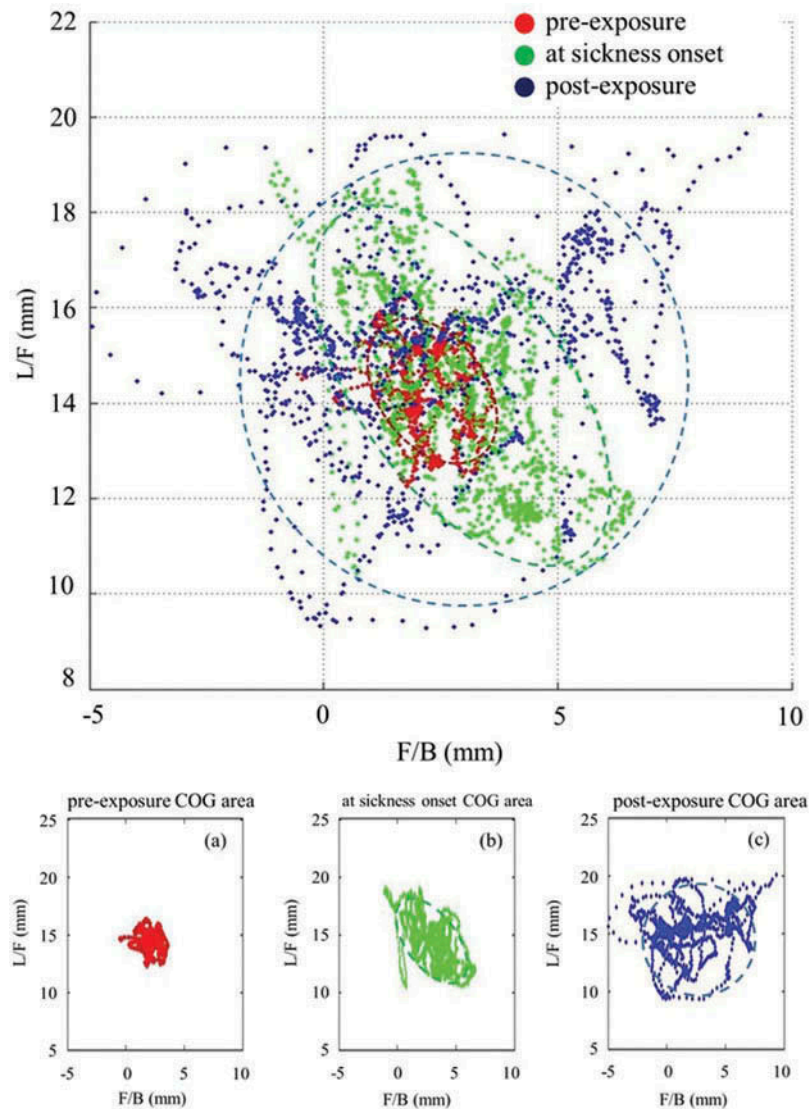 22
20
18
16
14
12
10
8
L/F (mm)
-5
0
5
10
F/B (mm)
pre-exposure
at sickness onset
post-exposure
pre-exposure COG area
(a)
25
20
15
10
5
L/F (mm)
-5
0
5
10
F/B (mm)
at sickness onset COG area
(b)
25
20
15
10
5
L/F (mm)
-5
0
5
10
F/B (mm)
post-exposure COG area
(c)
25
20
15
10
5
L/F (mm)
-5
0
5
10
F/B (mm)